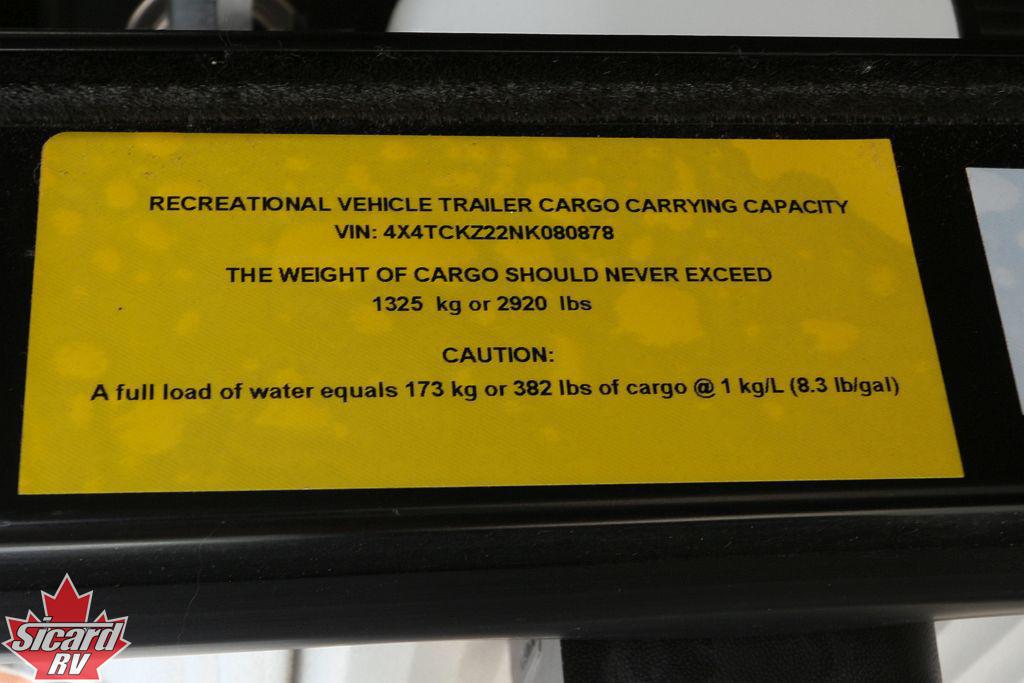 RECREATIONAL VEHICLE TRAILER CARGO CARRYING CAPACITY
VIN: 4X4TCKZ22NK080878
THE WEIGHT OF CARGO SHOULD NEVER EXCEED
1325 kg or 2920 lbs
CAUTION:
A full load of water equals 173 kg or 382 lbs of cargo @ 1 kg/L (8.3 lb/gal)
Sicard
RV